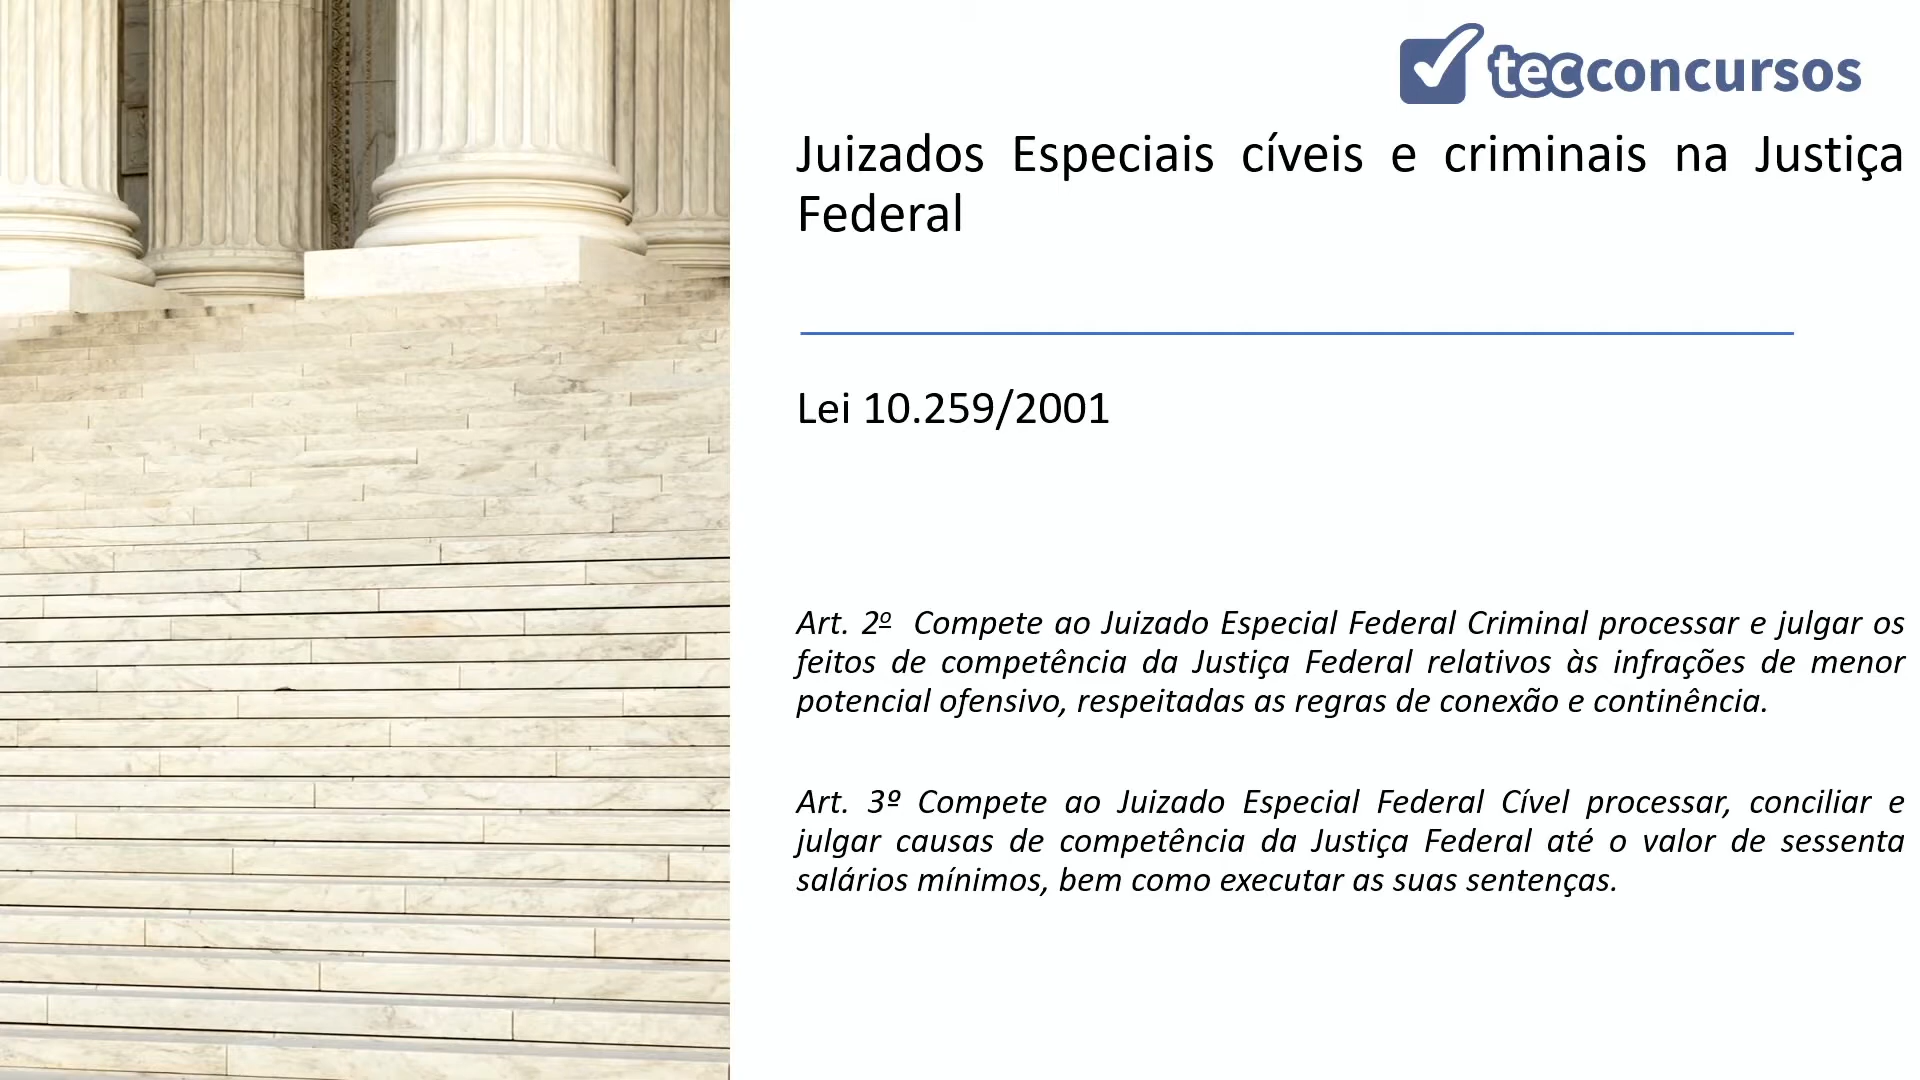 tecconcursos
Juizados Especiais cíveis e criminais na Justiça
Federal
Lei 10.259/2001
Art. 2º Compete ao Juizado Especial Federal Criminal processar e julgar os
feitos de competência da Justiça Federal relativos às infrações de menor
potencial ofensivo, respeitadas as regras de conexão e continência.
Art. 3º Compete ao Juizado Especial Federal Cível processar, conciliar e
julgar causas de competência da Justiça Federal até o valor de sessenta
salários mínimos, bem como executar as suas sentenças.